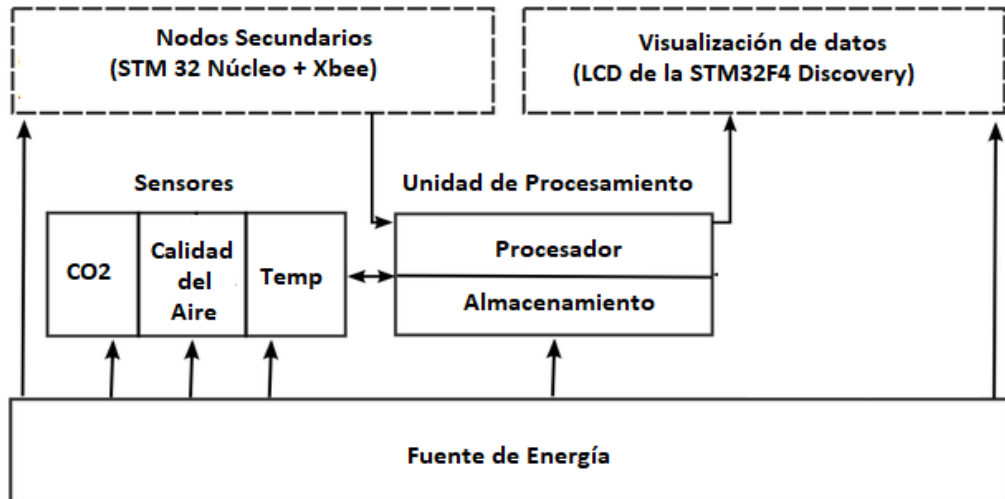 Nodos Secundarios
(STM 32 Núcleo + Xbee)
Visualización de datos
(LCD de la STM32F4 Discovery)
Sensores
Unidad de Procesamiento
CO2
Calidad
del
Aire
Temp
Procesador
Almacenamiento
Fuente de Energía